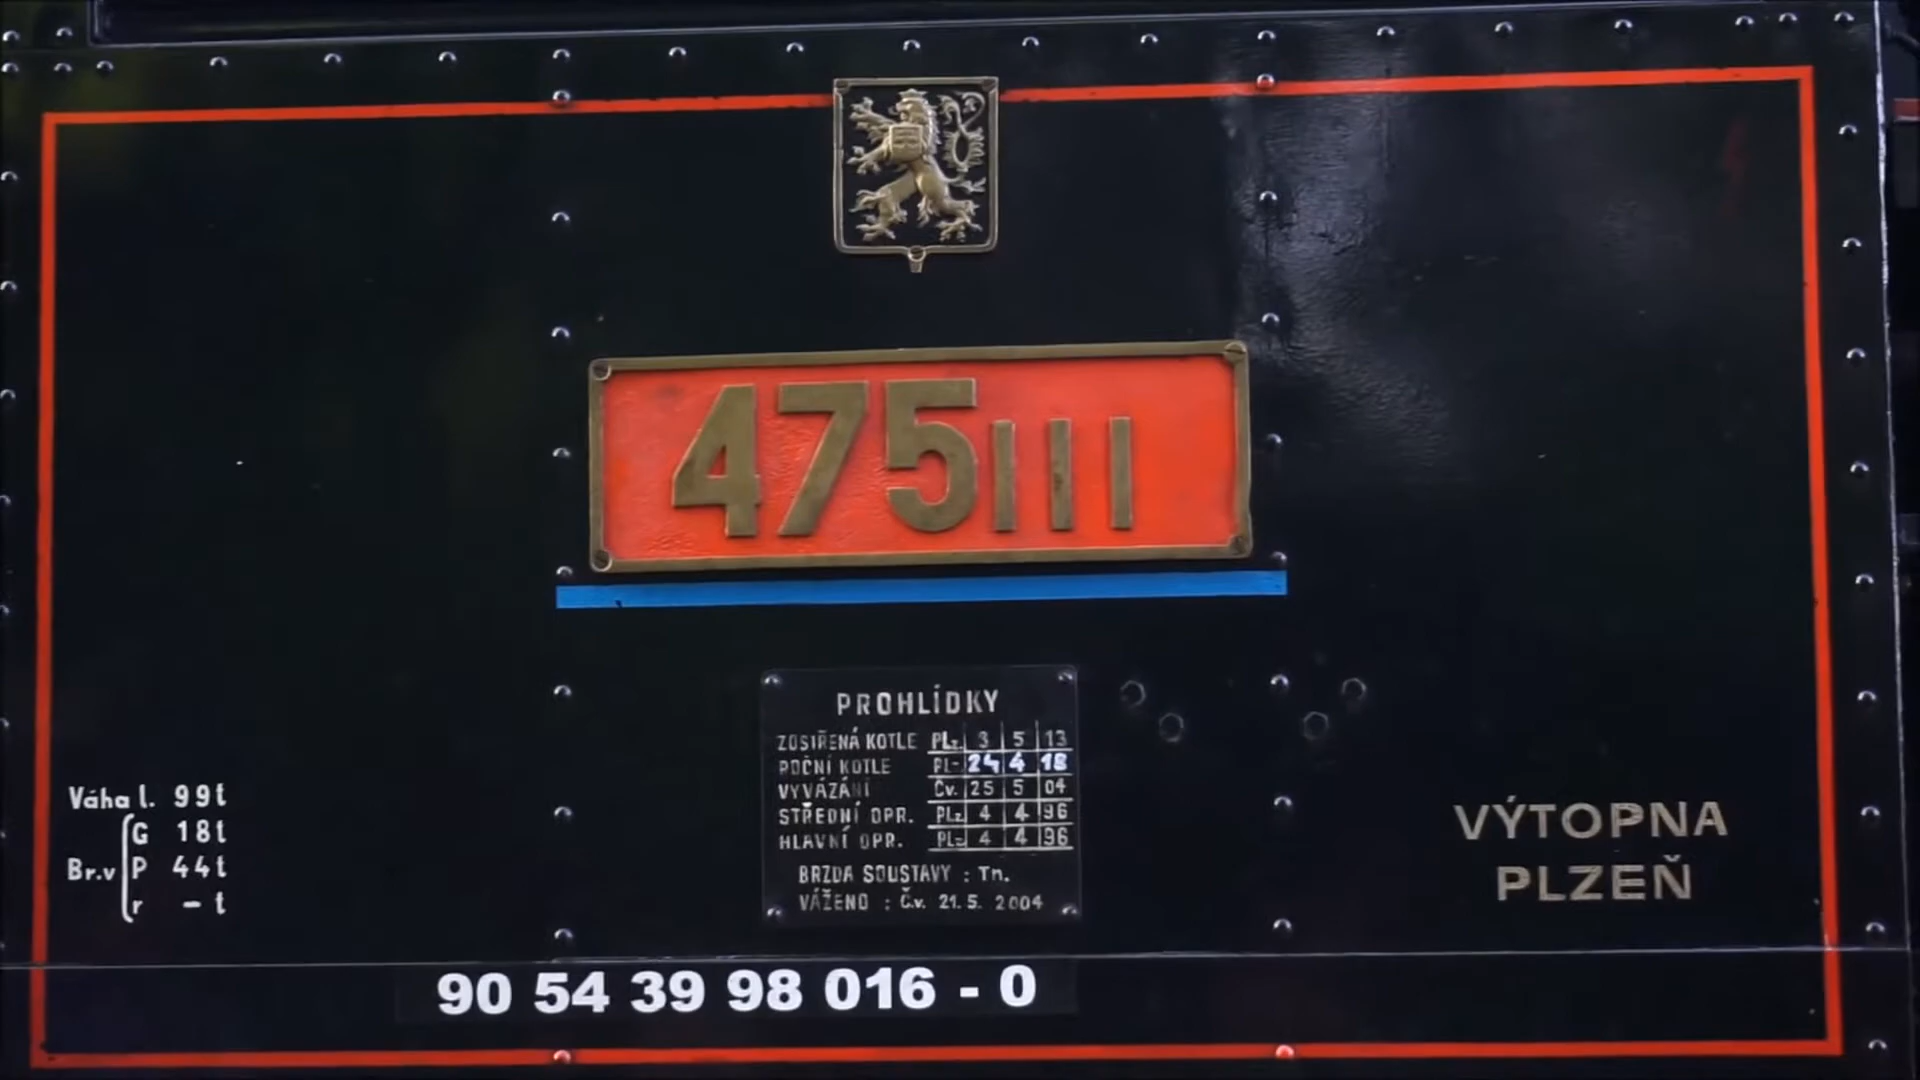 475111
PROHLÍDKY
ZOSTŘENÁ KOTLE PLz. 3 5 13
ROČNÍ KOTLE PL- 24 4 18
VYVÁZÁNÍ Čv. 25 5 04
STŘEDNÍ OPR. PLz 4 4 96
HLAVNÍ OPR. PLz 4 4 96
BRZDA SOUSTAVY : Tn.
VÁŽENO : Čv. 21. 5. 2004
Váha l. 99t
G 18t
Br.v P 44t
r – t
VÝTOPNA
PLZEŇ
90 54 39 98 016 - 0